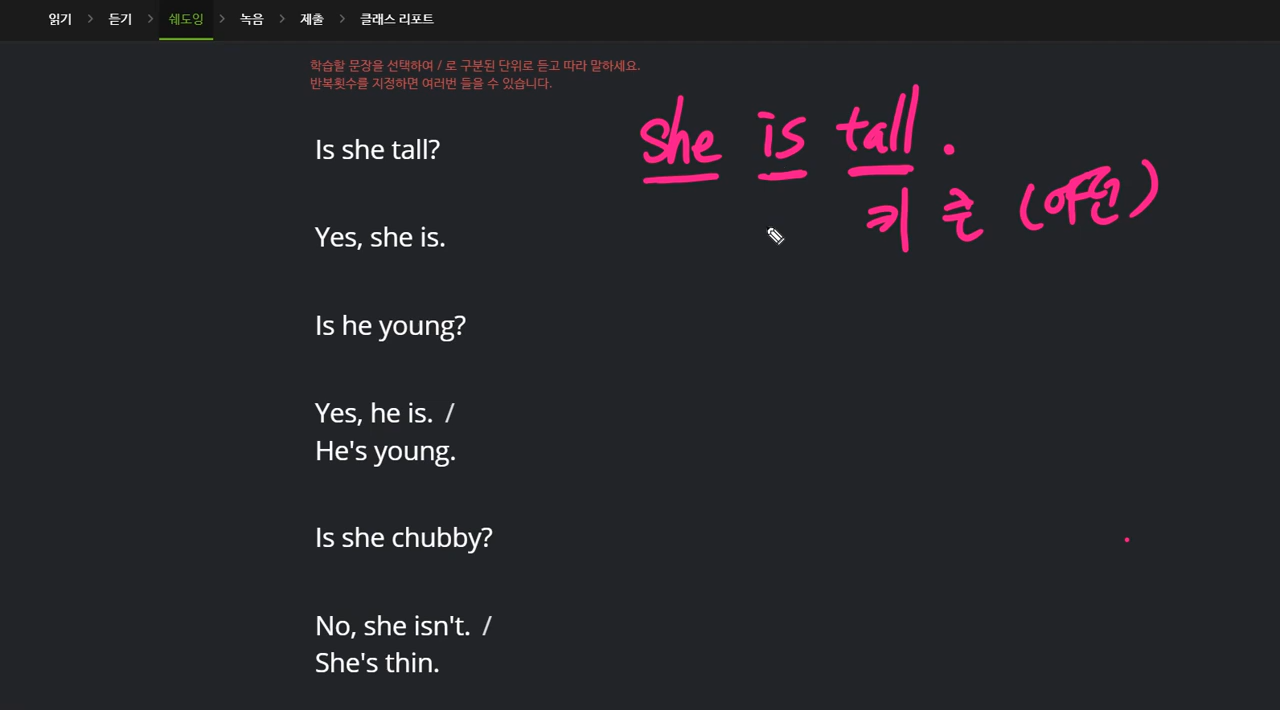 읽기 > 듣기 > 쉐도잉 > 녹음 > 제출 > 클래스 리포트
학습할 문장을 선택하여 / 로 구분된 단위로 듣고 따라 말하세요.
반복횟수를 지정하면 여러번 들을 수 있습니다.
she is tall.
키 큰
Is she tall?
Yes, she is.
Is he young?
Yes, he is. /
He's young.
Is she chubby?
No, she isn't. /
She's thin.